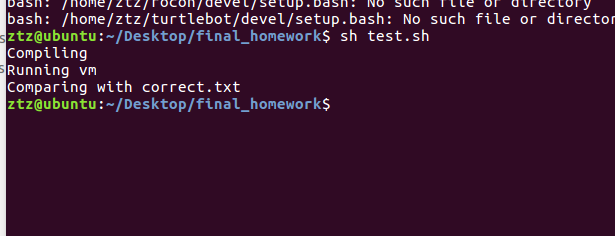 bash: /home/ztz/rocon/devel/setup.bash: No such file or directory
bash: /home/ztz/turtlebot/devel/setup.bash: No such file or director
ztz@ubuntu:~/Desktop/final_homework$ sh test.sh
Compiling
Running vm
Comparing with correct.txt
ztz@ubuntu:~/Desktop/final_homework$